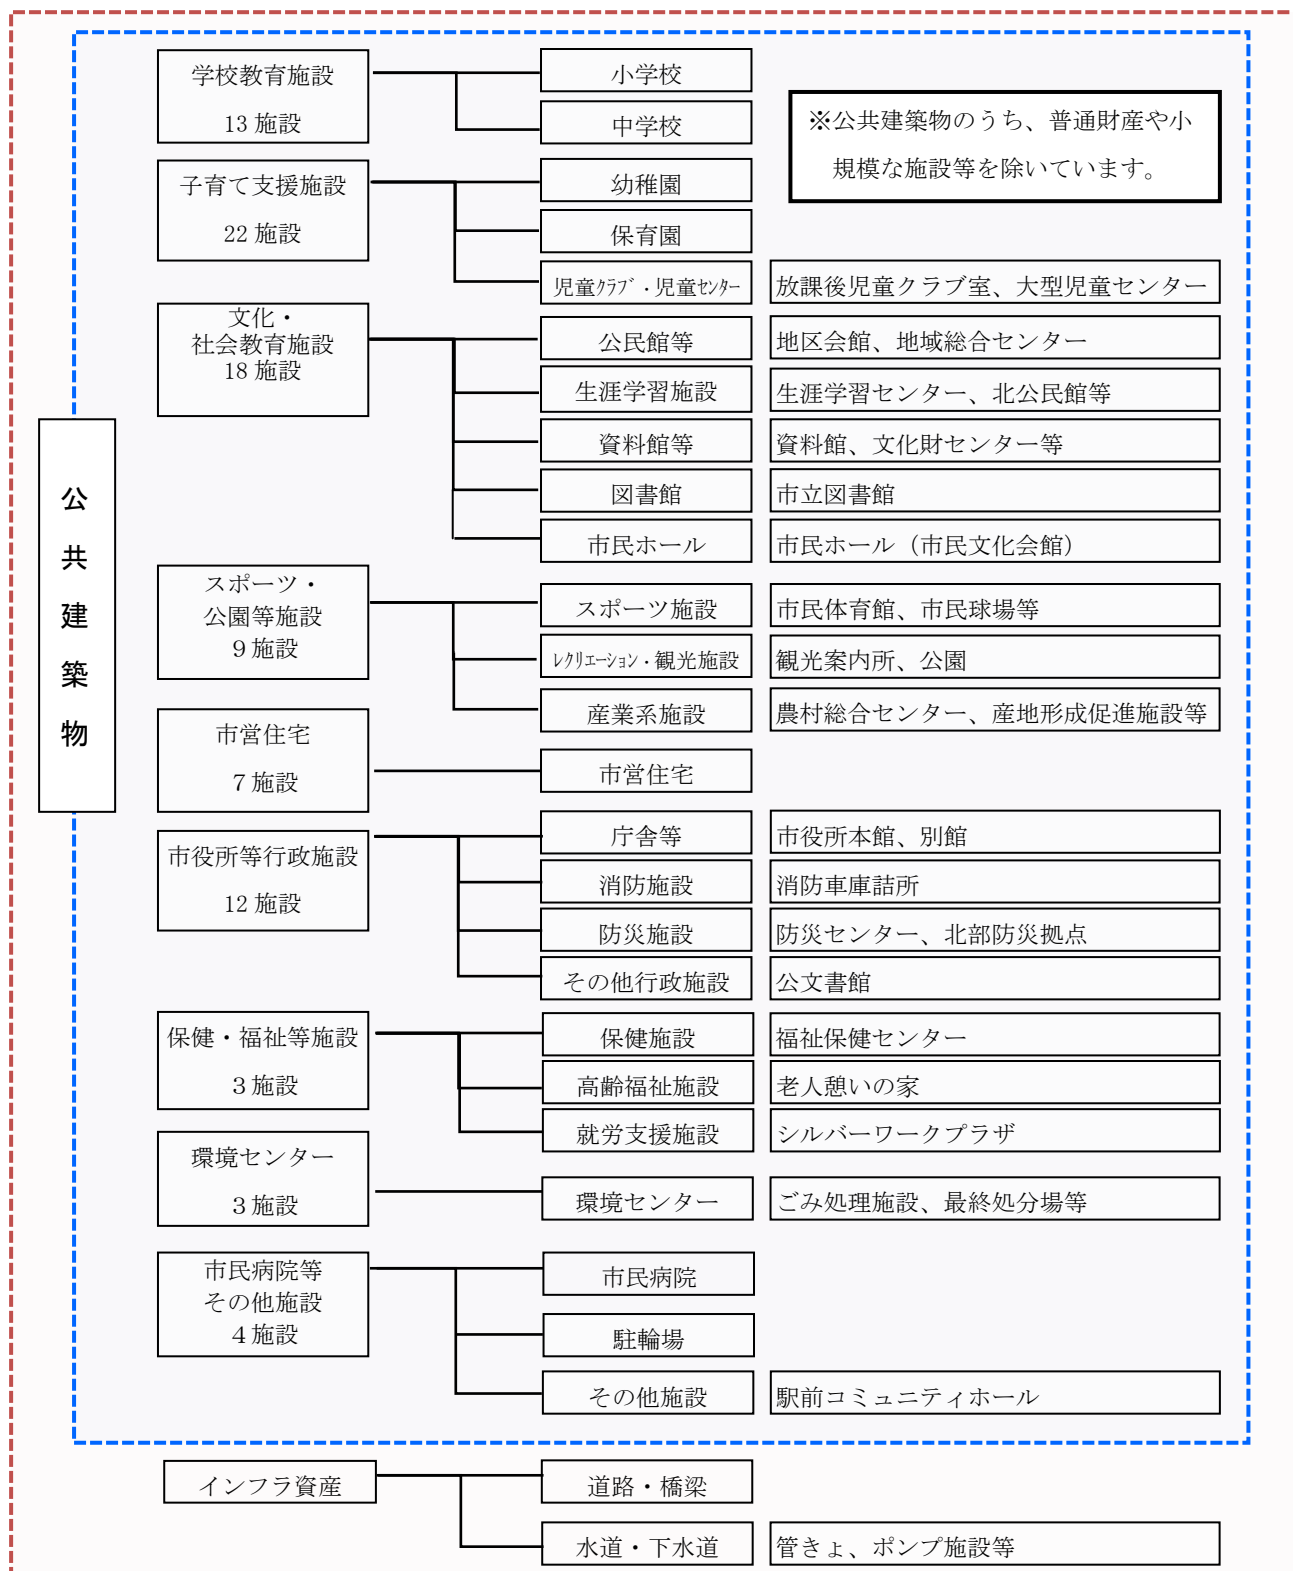 学校教育施設
13 施設
小学校
中学校
※公共建築物のうち、普通財産や小
規模な施設等を除いています。
子育て支援施設
22 施設
幼稚園
保育園
児童クラブ・児童センター
放課後児童クラブ室、大型児童センター
文化・
社会教育施設
18 施設
公民館等
地区会館、地域総合センター
生涯学習施設
生涯学習センター、北公民館等
資料館等
資料館、文化財センター等
図書館
市立図書館
市民ホール
市民ホール（市民文化会館）
公共建築物
スポーツ・
公園等施設
９施設
スポーツ施設
市民体育館、市民球場等
レクリエーション・観光施設
観光案内所、公園
産業系施設
農村総合センター、産地形成促進施設等
市営住宅
７施設
市営住宅
市役所等行政施設
12 施設
庁舎等
市役所本館、別館
消防施設
消防車庫詰所
防災施設
防災センター、北部防災拠点
その他行政施設
公文書館
保健・福祉等施設
３施設
保健施設
福祉保健センター
高齢福祉施設
老人憩いの家
就労支援施設
シルバーワークプラザ
環境センター
３施設
環境センター
ごみ処理施設、最終処分場等
市民病院等
その他施設
４施設
市民病院
駐輪場
その他施設
駅前コミュニティホール
インフラ資産
道路・橋梁
水道・下水道
管きょ、ポンプ施設等